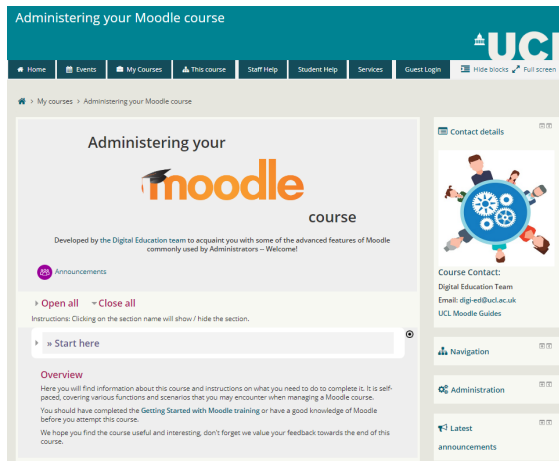 Administering your Moodle course
UCL
Home Events My Courses This course Staff Help Student Help Services Guest Login Hide blocks Full screen
> My courses > Administering your Moodle course
Administering your
moodle
course
Developed by the Digital Education team to acquaint you with some of the advanced features of Moodle
commonly used by Administrators -- Welcome!
Announcements
Open all Close all
Instructions: Clicking on the section name will show / hide the section.
» Start here
Overview
Here you will find information about this course and instructions on what you need to do to complete it. It is self-
paced, covering various functions and scenarios that you may encounter when managing a Moodle course.
You should have completed the Getting Started with Moodle training or have a good knowledge of Moodle
before you attempt this course.
We hope you find the course useful and interesting, don't forget we value your feedback towards the end of this
course.
Contact details
Course Contact:
Digital Education Team
Email: digi-ed@ucl.ac.uk
UCL Moodle Guides
Navigation
Administration
Latest
announcements